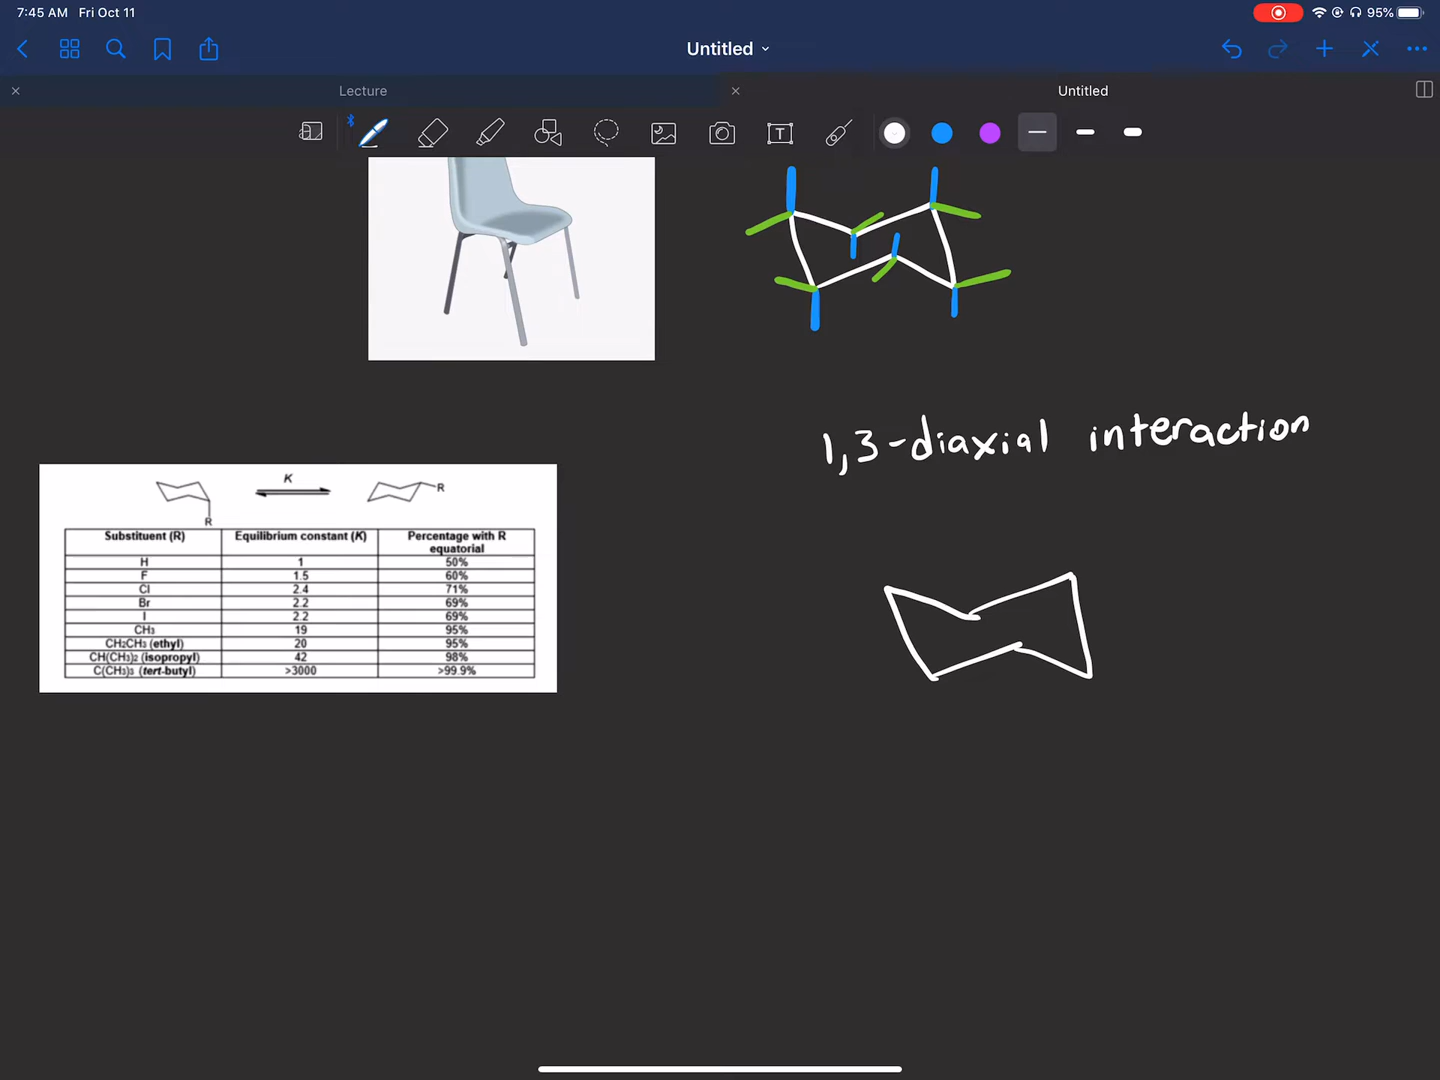 7:45 AM Fri Oct 11
95%
Untitled
Lecture
Untitled
T
1,3-diaxial interaction
K
R
R
Substituent (R) Equilibrium constant (K) Percentage with R equatorial
H 1 50%
F 1.5 60%
Cl 2.4 71%
Br 2.2 69%
I 2.2 69%
CH3 19 95%
CH2CH3 (ethyl) 20 95%
CH(CH3)2 (isopropyl) 42 98%
C(CH3)3 (tert-butyl) >3000 >99.9%